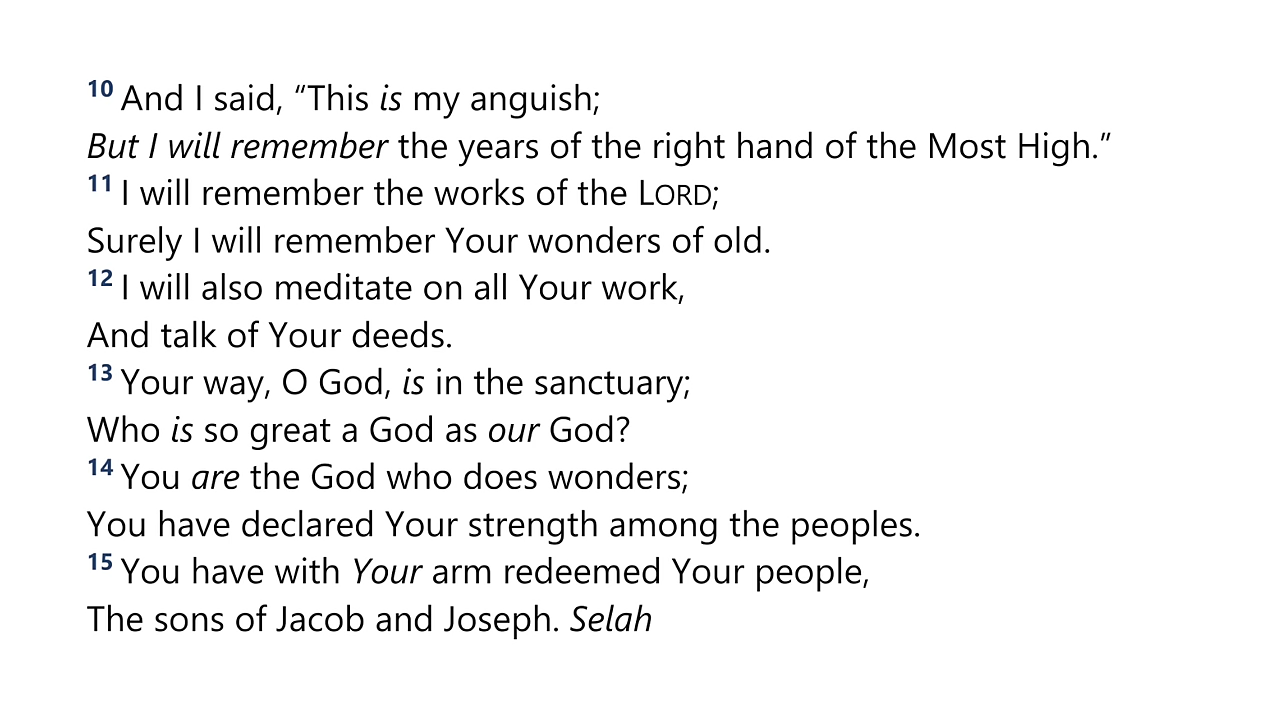 10 And I said, “This is my anguish;
But I will remember the years of the right hand of the Most High.”
11 I will remember the works of the LORD;
Surely I will remember Your wonders of old.
12 I will also meditate on all Your work,
And talk of Your deeds.
13 Your way, O God, is in the sanctuary;
Who is so great a God as our God?
14 You are the God who does wonders;
You have declared Your strength among the peoples.
15 You have with Your arm redeemed Your people,
The sons of Jacob and Joseph. Selah